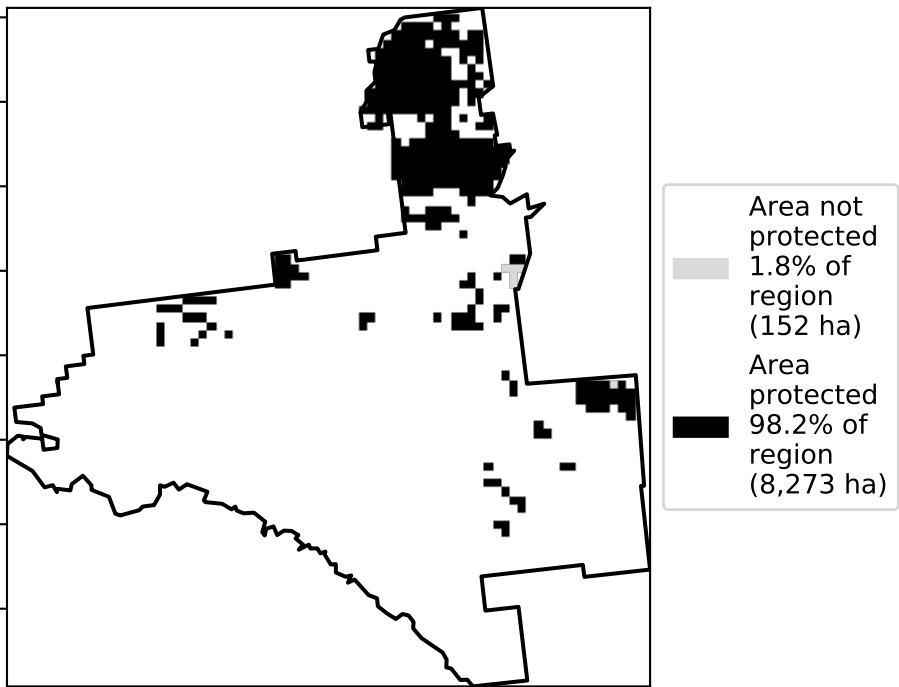 Area not
protected
1.8% of
region
(152 ha)
Area
protected
98.2% of
region
(8,273 ha)